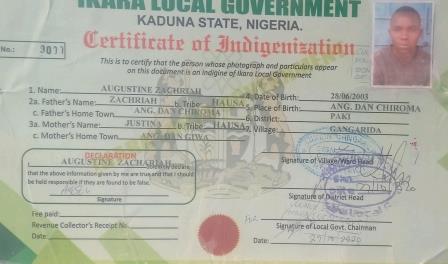 IKARA LOCAL GOVERNMENT
KADUNA STATE, NIGERIA.
Certificate of Indigenization
No.: 9077
This is to certify that the person whose photograph and particulars appear
on this document is an Indigine of Ikara Local Government
1. Name: AUGUSTINE ZACHRIAH 4. Date of Birth: 28/06/2003
2a. Father's Name: ZACHRIAH b. Tribe: HAUSA 5. Place of Birth: ANG. DAN CHIROMA
c. Father's Home Town: ANG. DAN CHIROMA PAKI
3a. Mother's Name: JUSTINA b. Tribe: HAUSA 7. Village: GANGARIDA
c. Mother's Home Town: ANG. DAN GIWA
DECLARATION
I AUGUSTINE ZACHARIAH declare
that the above information given by me are true and that I should
be held responsible if they are found to be false.
Signature
Signature of Village/Ward Head
Signature of District Head
Fee paid:
Revenue Collector's Receipt No.
Date:
Signature of Local Govt. Chairman
Date: